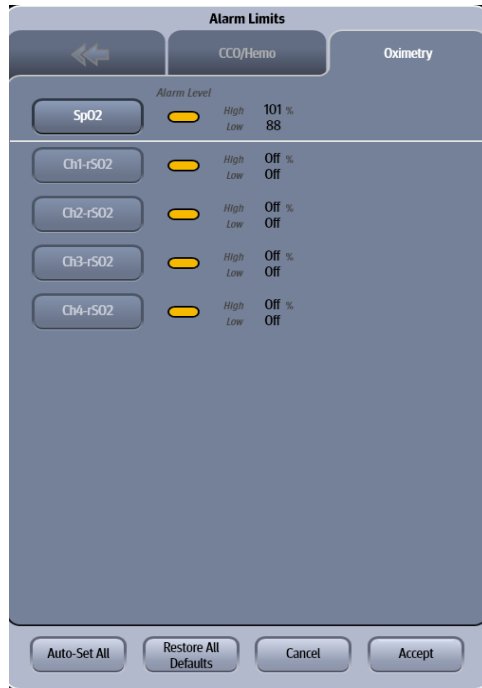 Alarm Limits
CCO/Hemo
Oximetry
Alarm Level
SpO2
High 101 %
Low 88
Ch1-rSO2
High Off %
Low Off
Ch2-rSO2
High Off %
Low Off
Ch3-rSO2
High Off %
Low Off
Ch4-rSO2
High Off %
Low Off
Auto-Set All
Restore All
Defaults
Cancel
Accept